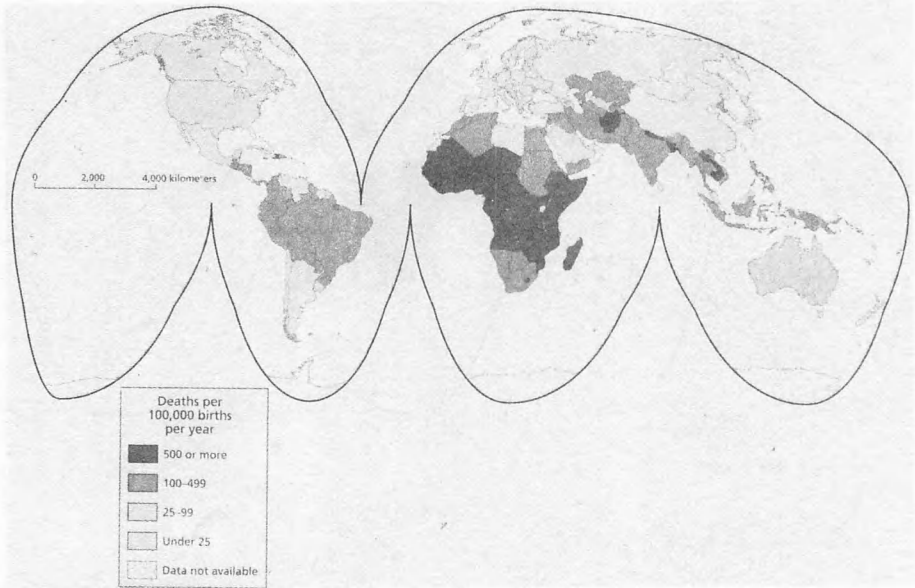 0 2,000 4,000 kilometers
Deaths per
100,000 births
per year
500 or more
100–499
25–99
Under 25
Data not available